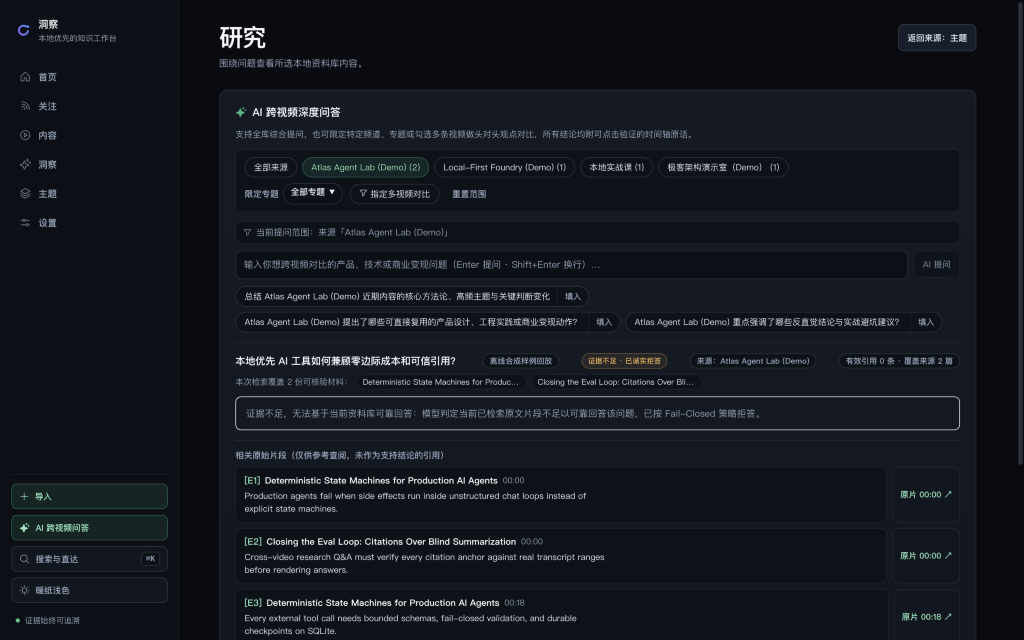 洞察
本地优先的知识工作台
首页
关注
内容
洞察
主题
设置
导入
AI 跨视频问答
搜索与直达 ⌘K
暖纸浅色
证据始终可追溯
研究
围绕问题查看所选本地资料库内容。
返回来源：主题
AI 跨视频深度问答
支持全库综合提问，也可限定特定频道、专题或勾选多条视频做头对头观点对比，所有结论均附可点击验证的时间轴原话。
全部来源 Atlas Agent Lab (Demo) (2) Local-First Foundry (Demo) (1) 本地实战课 (1) 极客架构演示室（Demo） (1)
限定专题 全部专题 ▼ 指定多视频对比 重置范围
当前提问范围：来源「Atlas Agent Lab (Demo)」
输入你想跨视频对比的产品、技术或商业变现问题（Enter 提问 · Shift+Enter 换行）... AI 提问
总结 Atlas Agent Lab (Demo) 近期内容的核心方法论、高频主题与关键判断变化 填入
Atlas Agent Lab (Demo) 提出了哪些可直接复用的产品设计、工程实践或商业变现动作? 填入 Atlas Agent Lab (Demo) 重点强调了哪些反直觉结论与实战避坑建议? 填入
本地优先 AI 工具如何兼顾零边际成本和可信引用? 离线合成样例回放 证据不足 · 已诚实拒答 来源：Atlas Agent Lab (Demo) 有效引用 0 条 · 覆盖来源 2 篇
本次检索覆盖 2 份可核验材料： Deterministic State Machines for Produc... Closing the Eval Loop: Citations Over Bli...
证据不足，无法基于当前资料库可靠回答：模型判定当前已检索原文片段不足以可靠回答该问题，已按 Fail-Closed 策略拒答。
相关原始片段（仅供参考查阅，未作为支持结论的引用）
[E1] Deterministic State Machines for Production AI Agents 00:00
Production agents fail when side effects run inside unstructured chat loops instead of
explicit state machines.
原片 00:00 ↗
[E2] Closing the Eval Loop: Citations Over Blind Summarization 00:00
Cross-video research Q&A must verify every citation anchor against real transcript ranges
before rendering answers.
原片 00:00 ↗
[E3] Deterministic State Machines for Production AI Agents 00:18
Every external tool call needs bounded schemas, fail-closed validation, and durable
checkpoints on SQLite.
原片 00:18 ↗